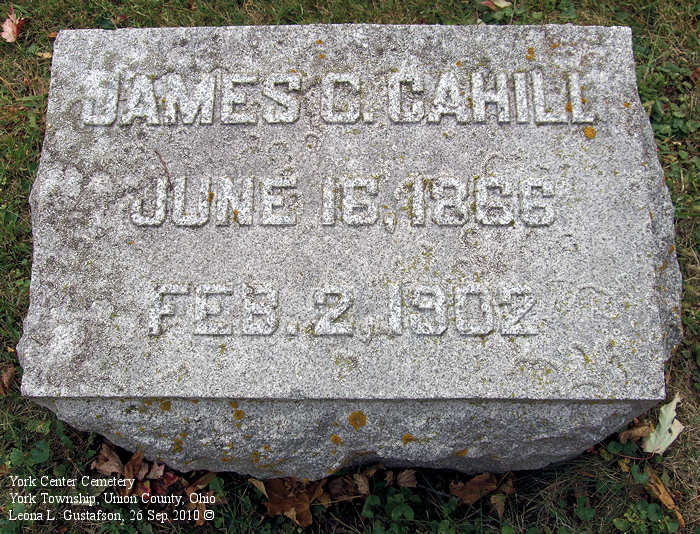 JAMES C. CAHILL
JUNE 16, 1866
FEB. 2, 1902
York Center Cemetery
York Township, Union County, Ohio
Leona L. Gustafson, 26 Sep 2010 ©